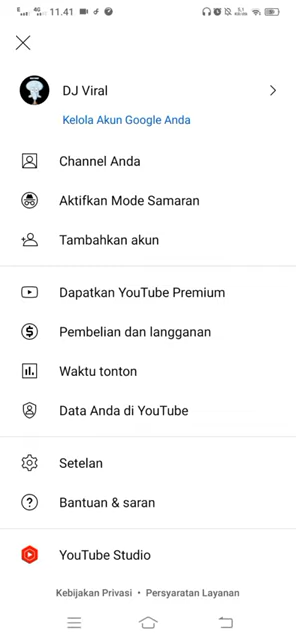 11.41
DJ Viral
Kelola Akun Google Anda
Channel Anda
Aktifkan Mode Samaran
Tambahkan akun
Dapatkan YouTube Premium
Pembelian dan langganan
Waktu tonton
Data Anda di YouTube
Setelan
Bantuan & saran
YouTube Studio
Kebijakan Privasi • Persyaratan Layanan